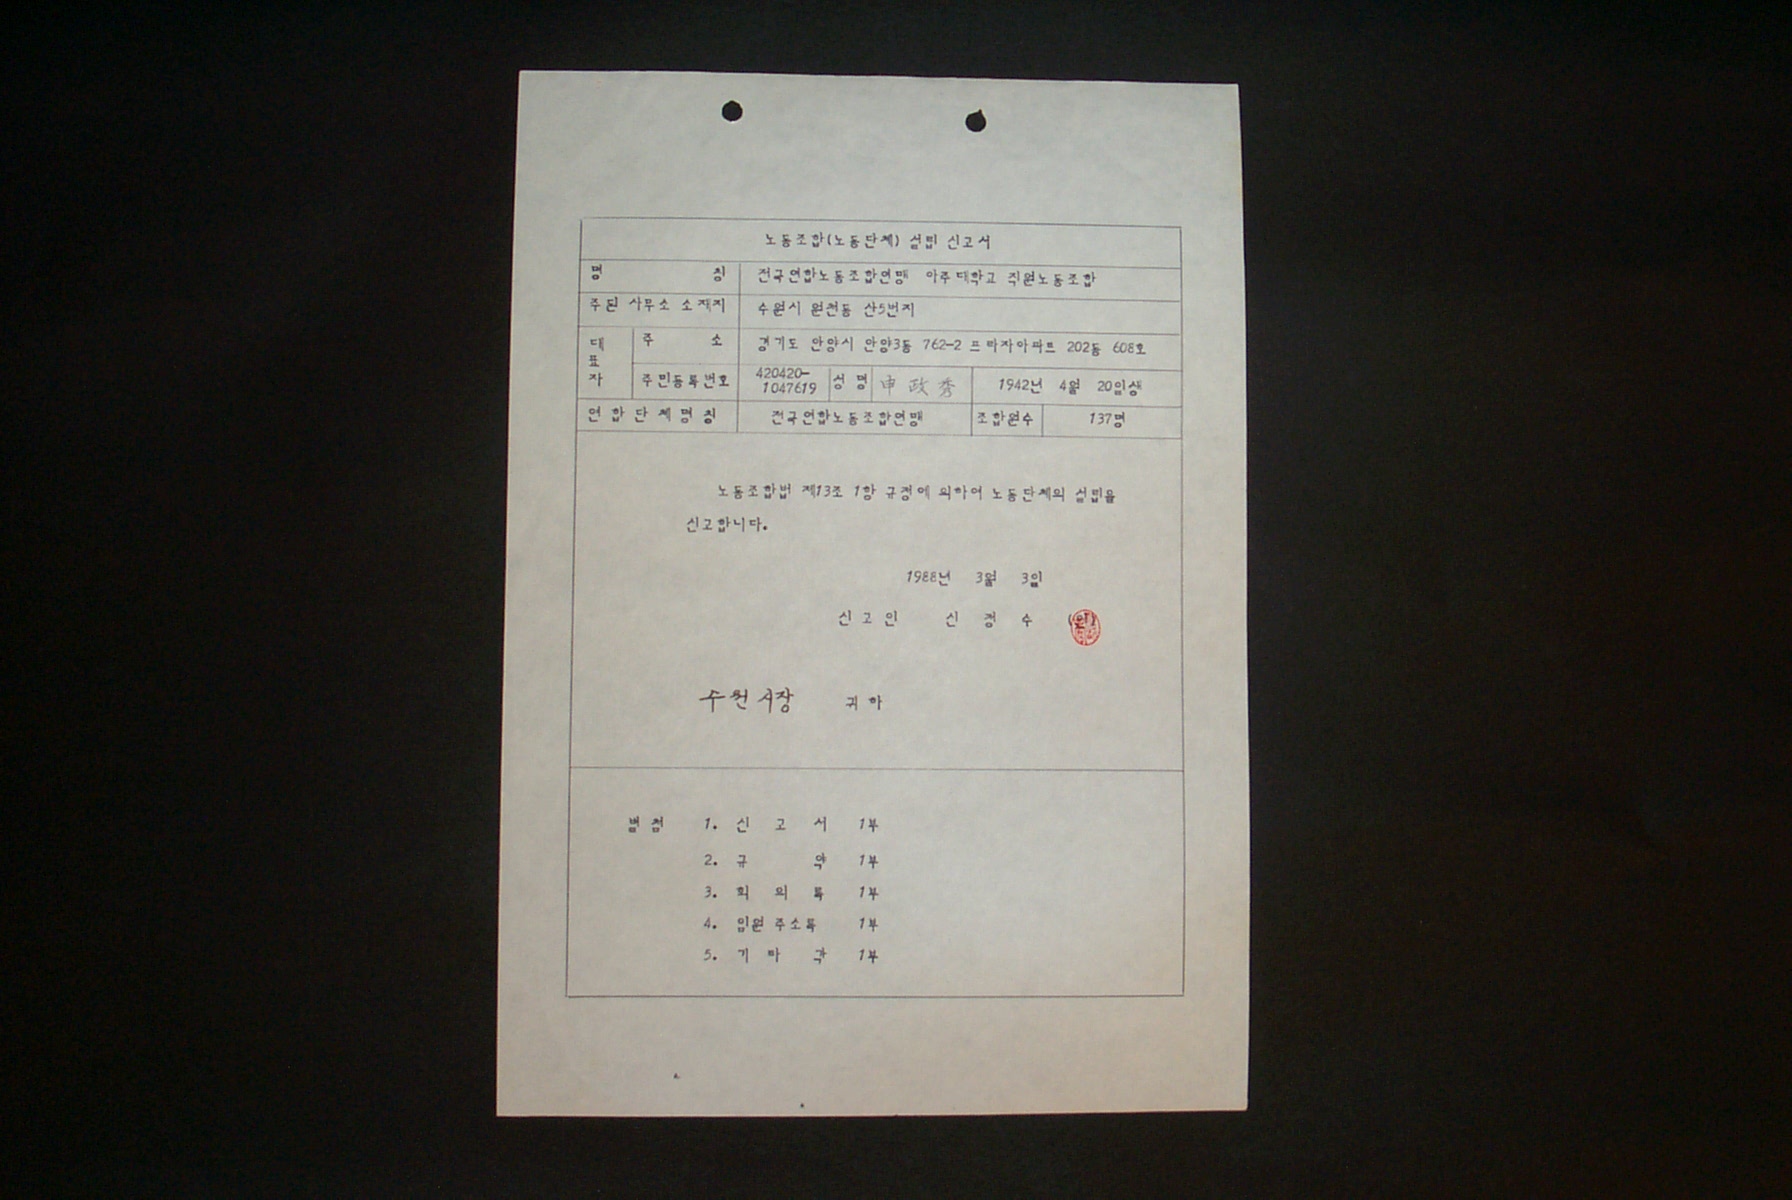 노동조합(노동단체) 설립 신고서
명 칭 전국연합노동조합연맹 아주대학교 직원노동조합
주된 사무소 소재지 수원시 원천동 산5번지
대표자 주 소 경기도 안양시 안양3동 762-2 프라자아파트 202동 608호
주민등록번호 420420-1047619 성명 申政秀 1942년 4월 20일생
연합단체명칭 전국연합노동조합연맹 조합원수 137명
노동조합법 제13조 1항 규정에 의하여 노동단체의 설립을
신고합니다.
1988년 3월 3일
신고인 신정수 (인)
수원시장 귀하
별첨 1. 신 고 서 1부
2. 규 약 1부
3. 회 의 록 1부
4. 임원 주소록 1부
5. 기 타 각 1부